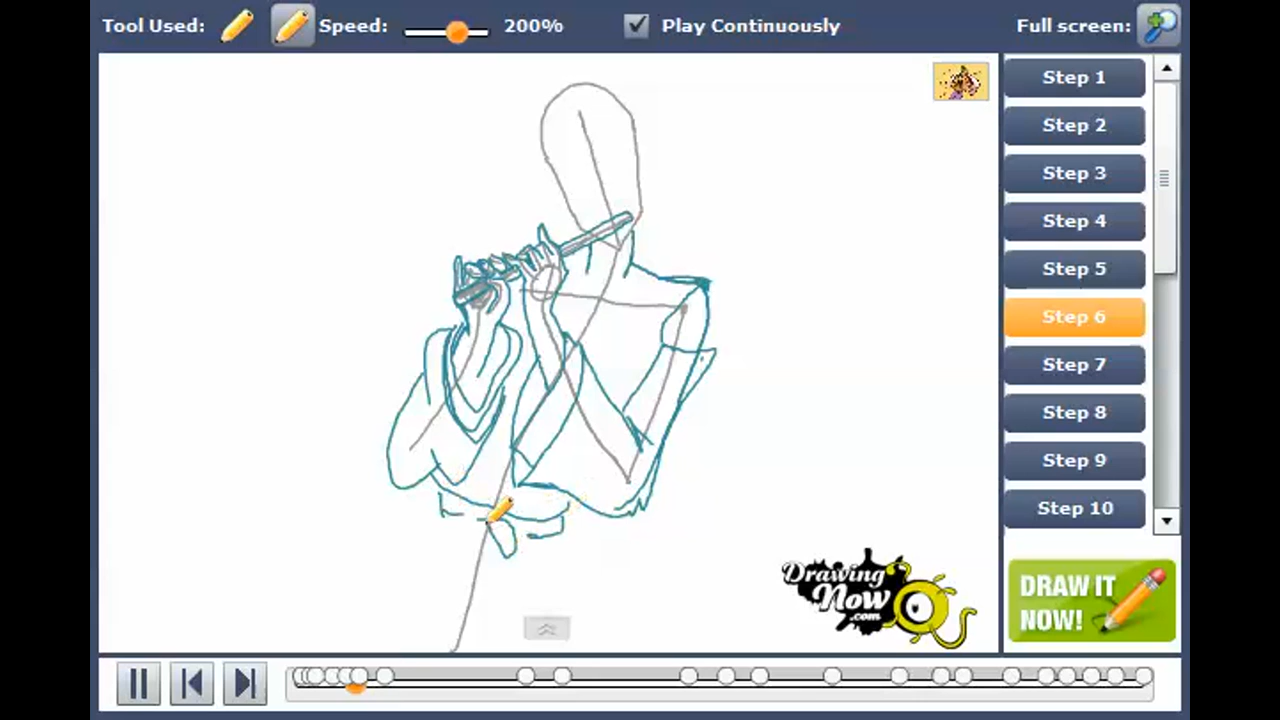 Tool Used: Speed: 200% Play Continuously Full screen:
Step 1
Step 2
Step 3
Step 4
Step 5
Step 6
Step 7
Step 8
Step 9
Step 10
Drawing
Now
.com
DRAW IT
NOW!